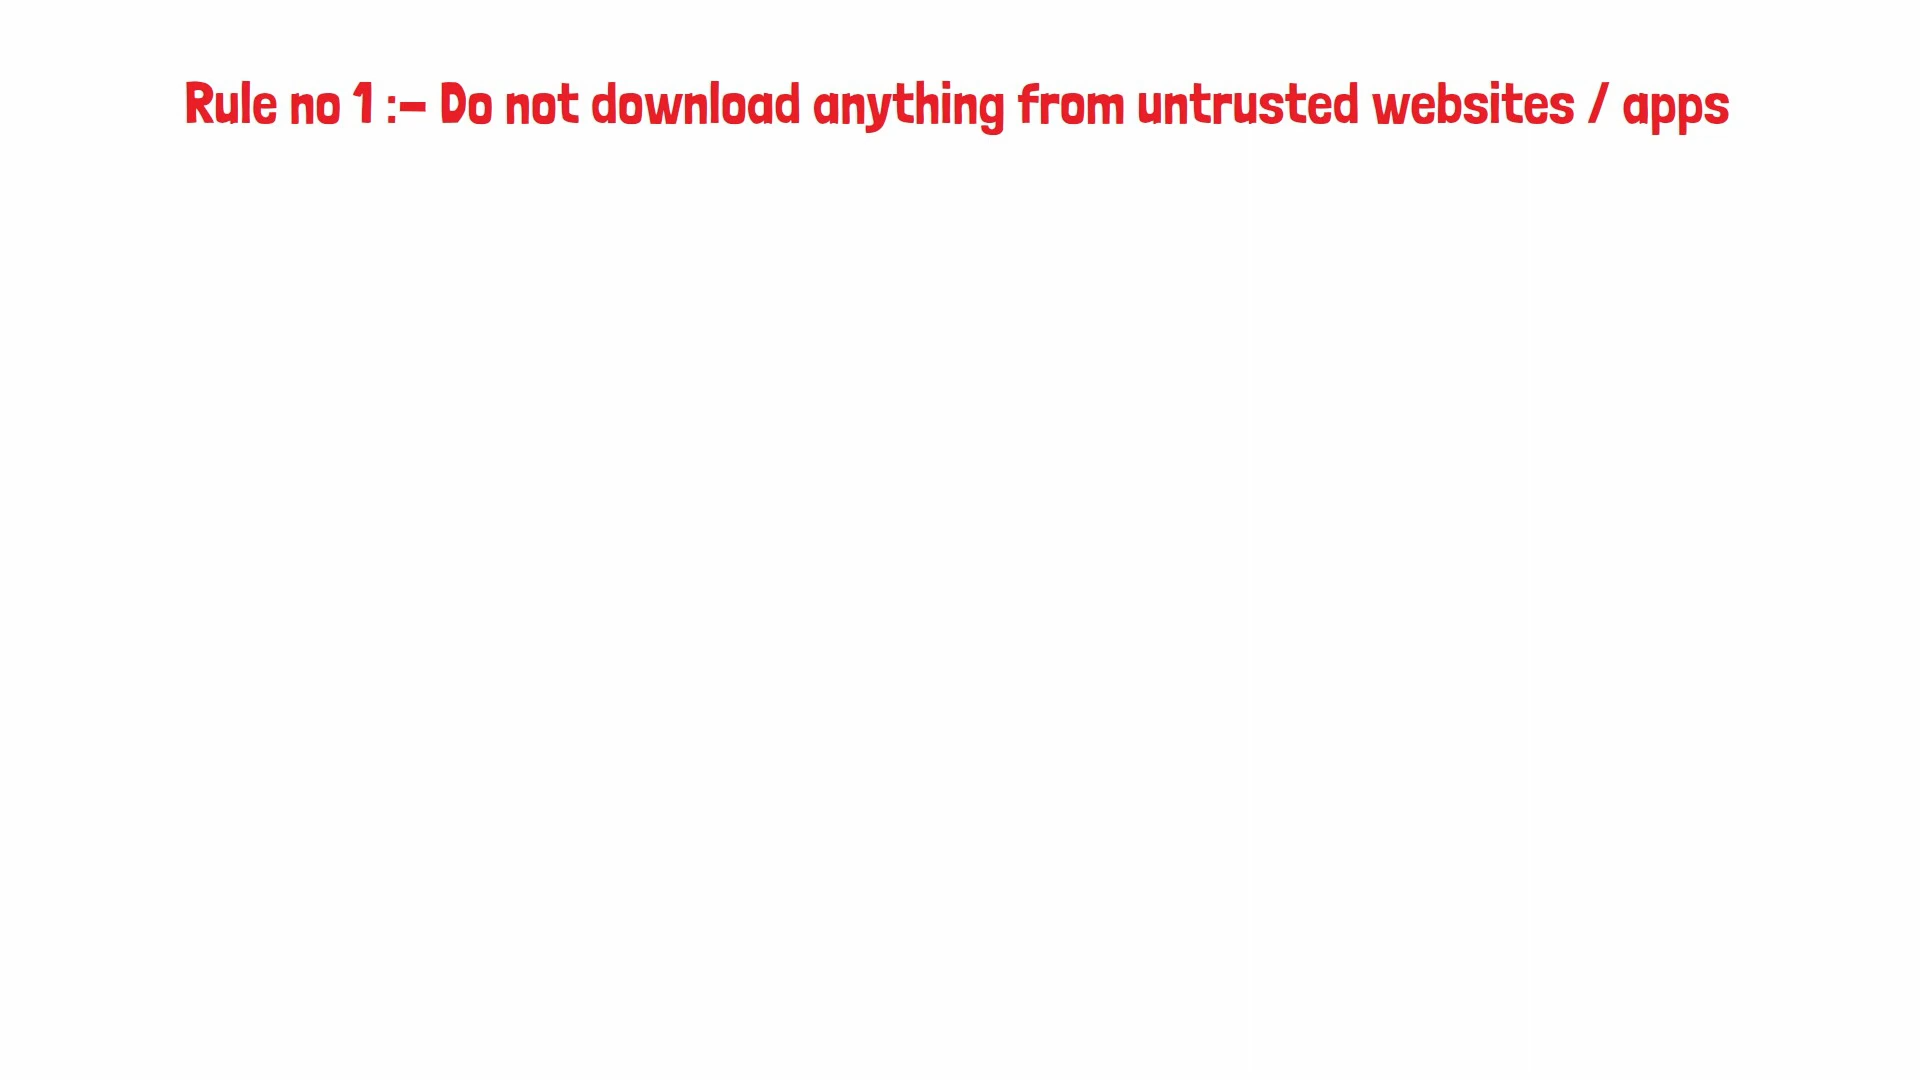 Rule no 1 :- Do not download anything from untrusted websites / apps